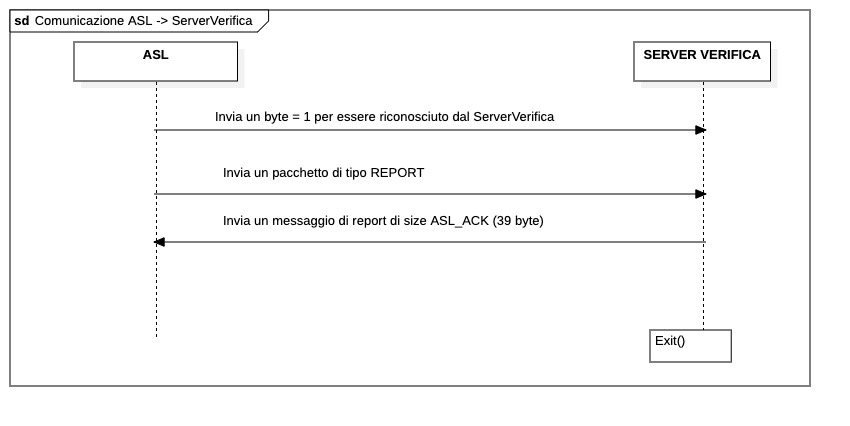 sd Comunicazione ASL -> ServerVerifica
ASL
SERVER VERIFICA
Invia un byte = 1 per essere riconosciuto dal ServerVerifica
Invia un pacchetto di tipo REPORT
Invia un messaggio di report di size ASL_ACK (39 byte)
Exit()